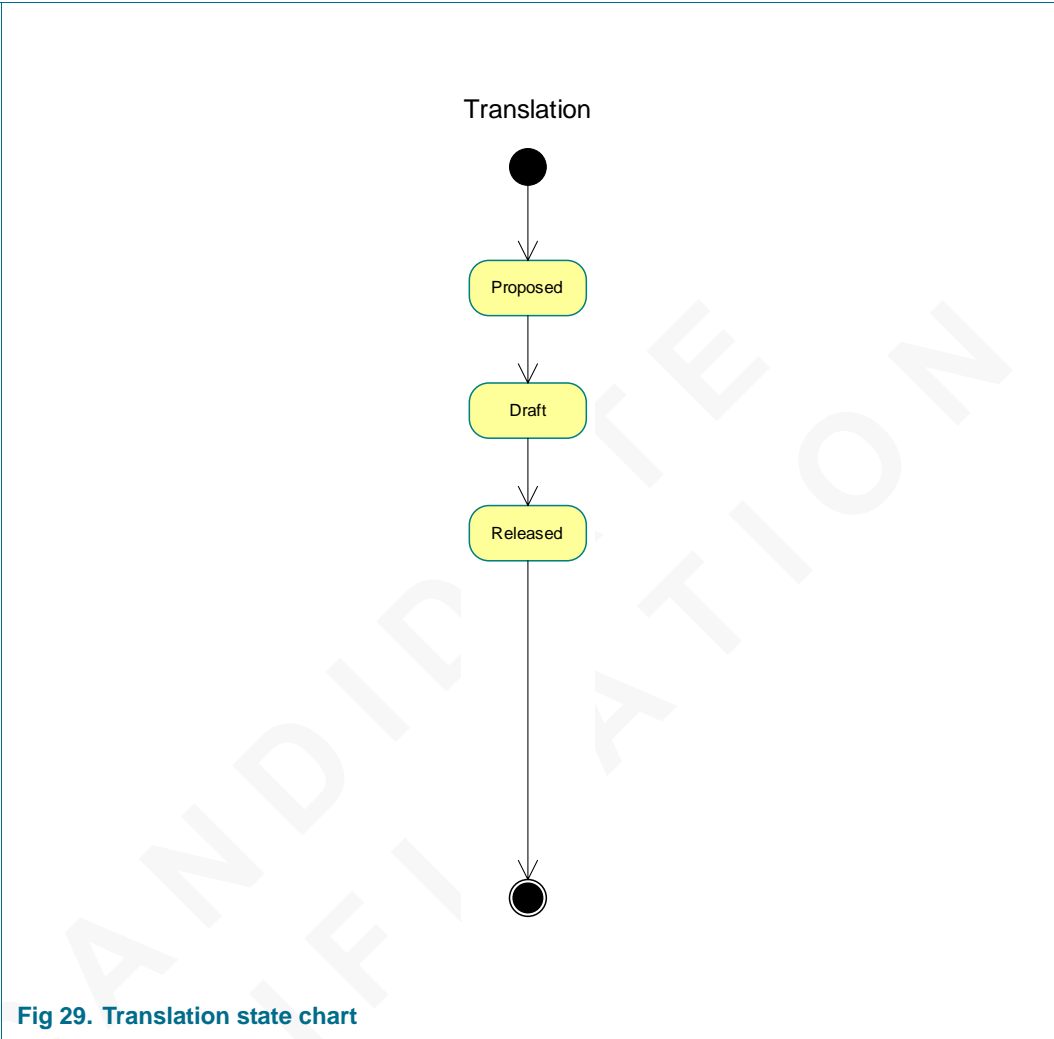 Translation
Proposed
Draft
Released
Fig 29. Translation state chart